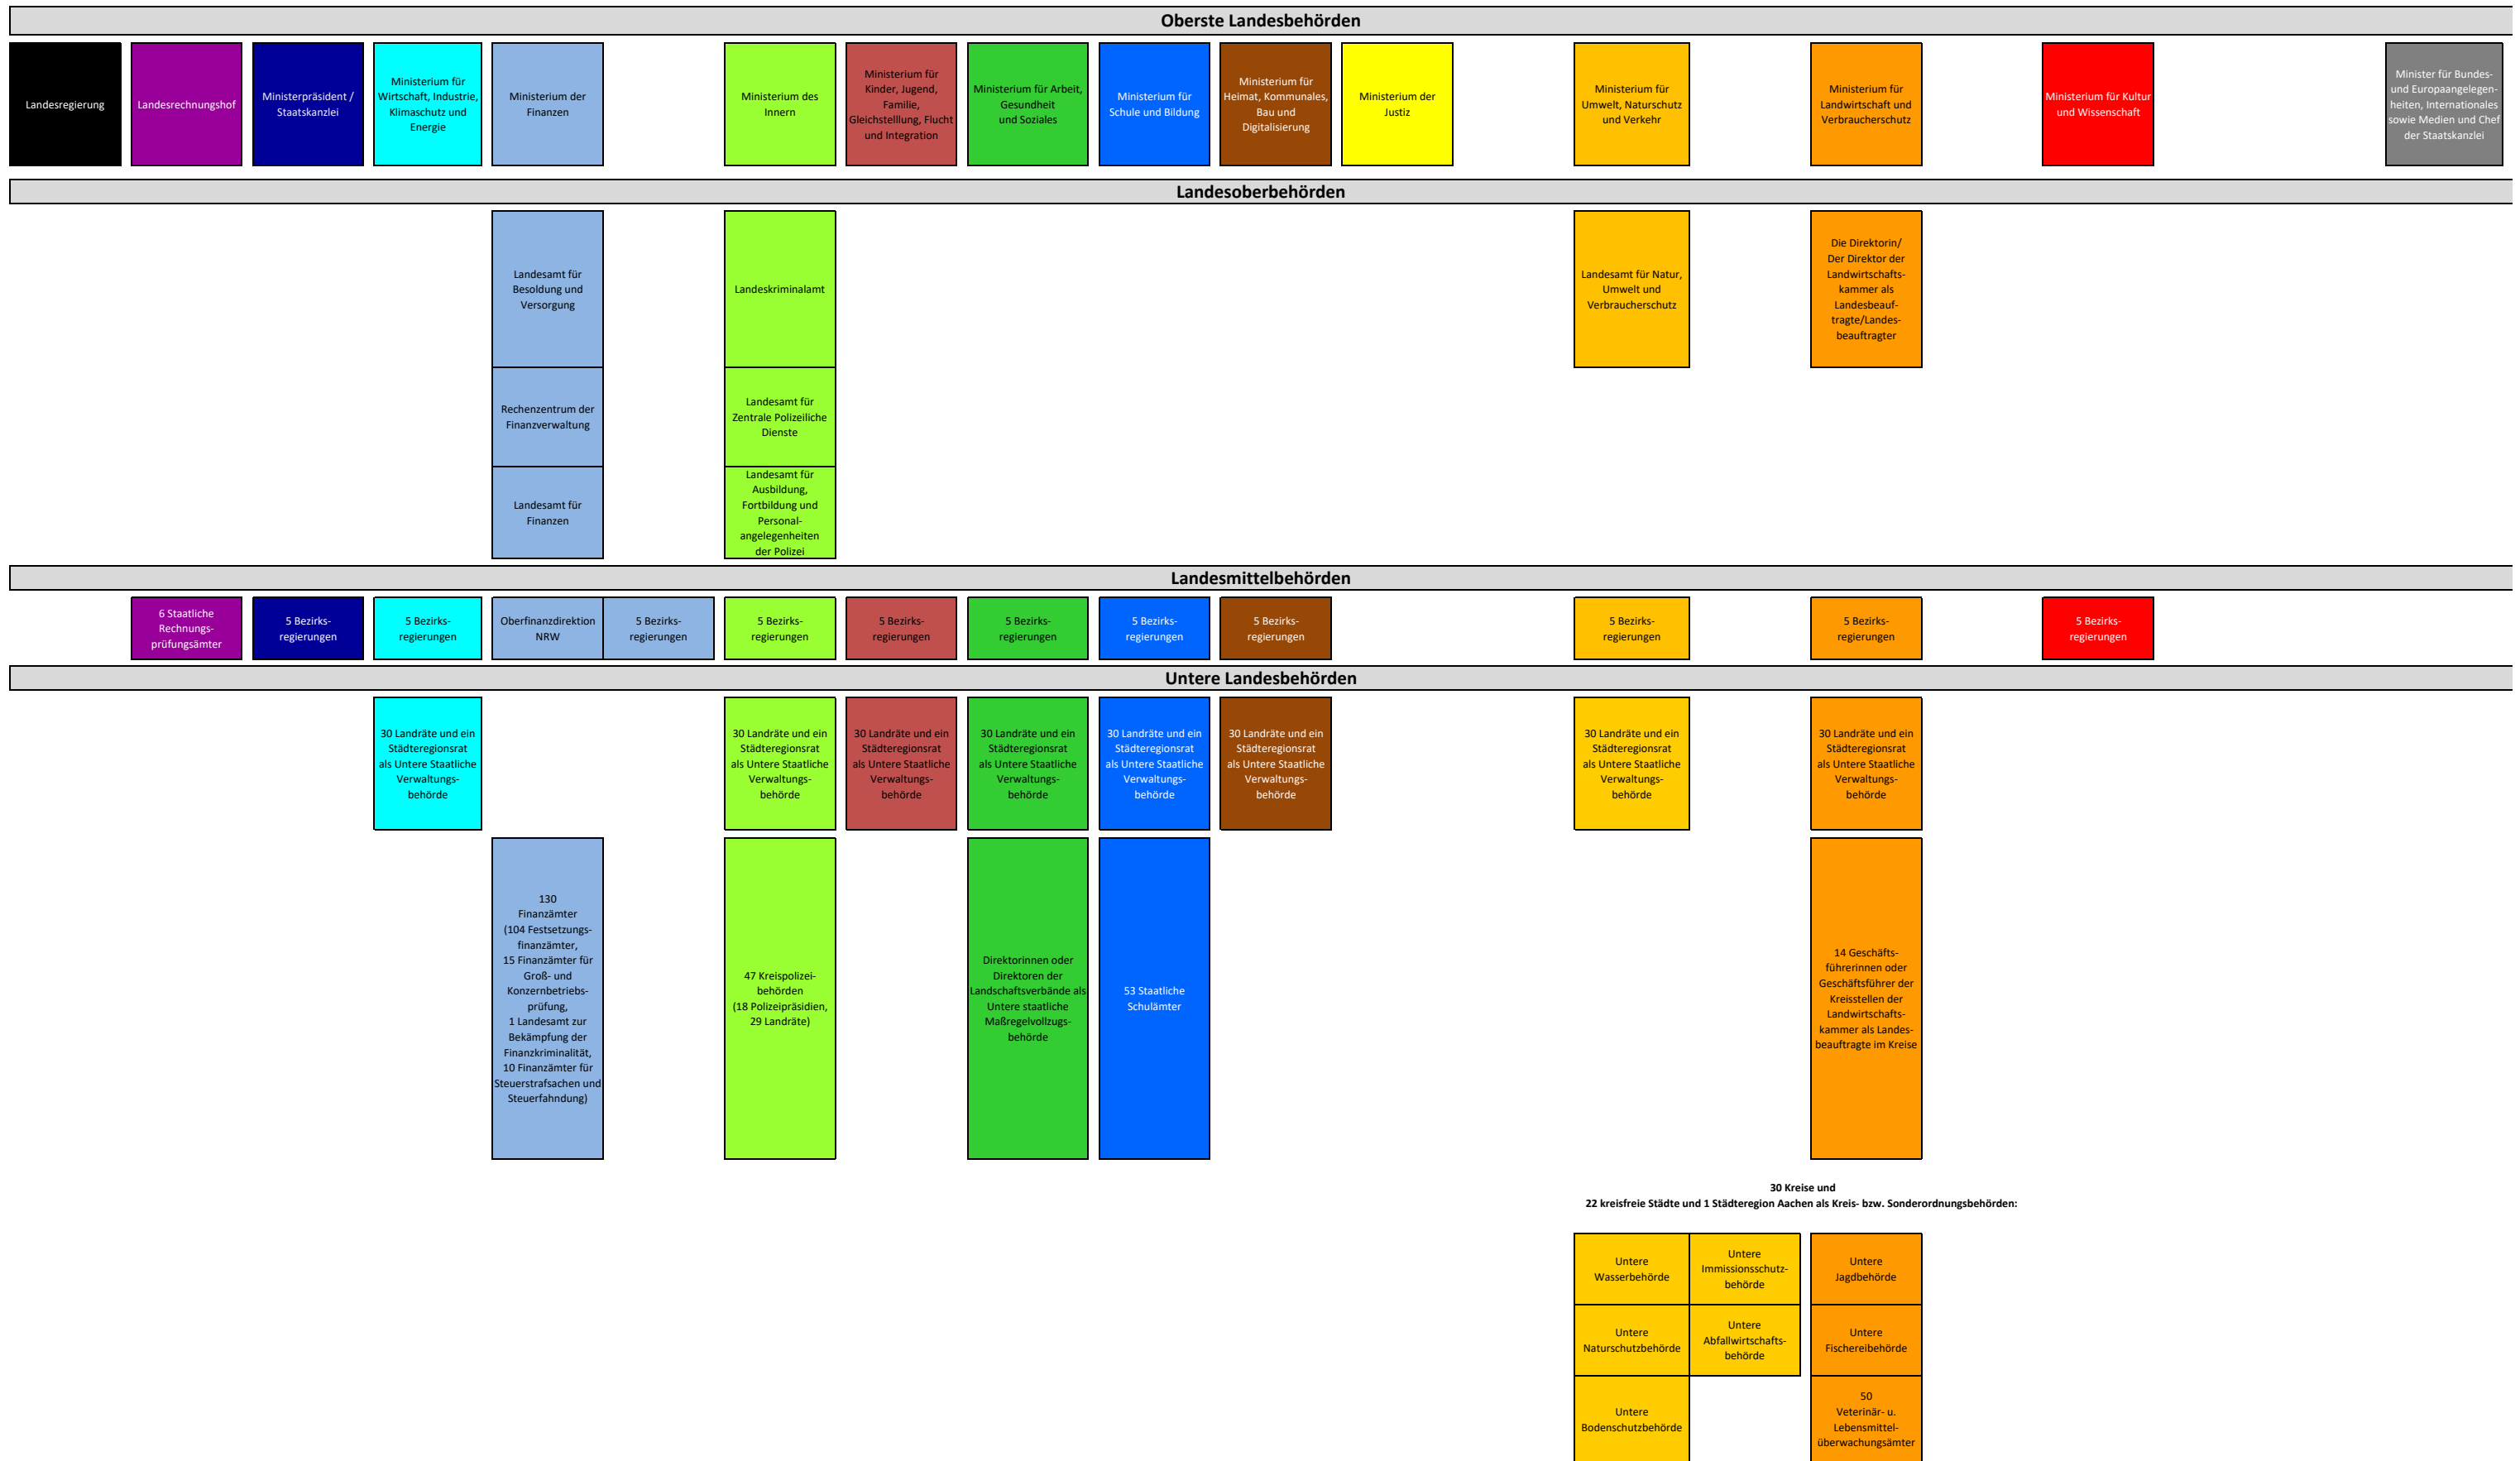 Oberste Landesbehörden
Landesregierung
Landesrechnungshof
Ministerpräsident /
Staatskanzlei
Ministerium für
Wirtschaft, Industrie,
Klimaschutz und
Energie
Ministerium der
Finanzen
Ministerium des
Innern
Ministerium für
Kinder, Jugend,
Familie,
Gleichstelllung, Flucht
und Integration
Ministerium für Arbeit,
Gesundheit
und Soziales
Ministerium für
Schule und Bildung
Ministerium für
Heimat, Kommunales,
Bau und
Digitalisierung
Ministerium der
Justiz
Ministerium für
Umwelt, Naturschutz
und Verkehr
Ministerium für
Landwirtschaft und
Verbraucherschutz
Ministerium für Kultur
und Wissenschaft
Minister für Bundes-
und Europaangelegen-
heiten, Internationales
sowie Medien und Chef
der Staatskanzlei
Landesoberbehörden
Landesamt für
Besoldung und
Versorgung
Landeskriminalamt
Landesamt für Natur,
Umwelt und
Verbraucherschutz
Die Direktorin/
Der Direktor der
Landwirtschafts-
kammer als
Landesbeauf-
tragte/Landes-
beauftragter
Rechenzentrum der
Finanzverwaltung
Landesamt für
Zentrale Polizeiliche
Dienste
Landesamt für
Finanzen
Landesamt für
Ausbildung,
Fortbildung und
Personal-
angelegenheiten
der Polizei
Landesmittelbehörden
6 Staatliche
Rechnungs-
prüfungsämter
5 Bezirks-
regierungen
5 Bezirks-
regierungen
Oberfinanzdirektion
NRW
5 Bezirks-
regierungen
5 Bezirks-
regierungen
5 Bezirks-
regierungen
5 Bezirks-
regierungen
5 Bezirks-
regierungen
5 Bezirks-
regierungen
5 Bezirks-
regierungen
5 Bezirks-
regierungen
5 Bezirks-
regierungen
Untere Landesbehörden
30 Landräte und ein
Städteregionsrat
als Untere Staatliche
Verwaltungs-
behörde
30 Landräte und ein
Städteregionsrat
als Untere Staatliche
Verwaltungs-
behörde
30 Landräte und ein
Städteregionsrat
als Untere Staatliche
Verwaltungs-
behörde
30 Landräte und ein
Städteregionsrat
als Untere Staatliche
Verwaltungs-
behörde
30 Landräte und ein
Städteregionsrat
als Untere Staatliche
Verwaltungs-
behörde
30 Landräte und ein
Städteregionsrat
als Untere Staatliche
Verwaltungs-
behörde
30 Landräte und ein
Städteregionsrat
als Untere Staatliche
Verwaltungs-
behörde
30 Landräte und ein
Städteregionsrat
als Untere Staatliche
Verwaltungs-
behörde
130
Finanzämter
(104 Festsetzungs-
finanzämter,
15 Finanzämter für
Groß- und
Konzernbetriebs-
prüfung,
1 Landesamt zur
Bekämpfung der
Finanzkriminalität,
10 Finanzämter für
Steuerstrafsachen und
Steuerfahndung)
47 Kreispolizei-
behörden
(18 Polizeipräsidien,
29 Landräte)
Direktorinnen oder
Direktoren der
Landschaftsverbände als
Untere staatliche
Maßregelvollzugs-
behörde
53 Staatliche
Schulämter
14 Geschäfts-
führerinnen oder
Geschäftsführer der
Kreisstellen der
Landwirtschafts-
kammer als Landes-
beauftragte im Kreise
30 Kreise und
22 kreisfreie Städte und 1 Städteregion Aachen als Kreis- bzw. Sonderordnungsbehörden:
Untere
Wasserbehörde
Untere
Immissionsschutz-
behörde
Untere
Jagdbehörde
Untere
Naturschutzbehörde
Untere
Abfallwirtschafts-
behörde
Untere
Fischereibehörde
Untere
Bodenschutzbehörde
50
Veterinär- u.
Lebensmittel-
überwachungsämter